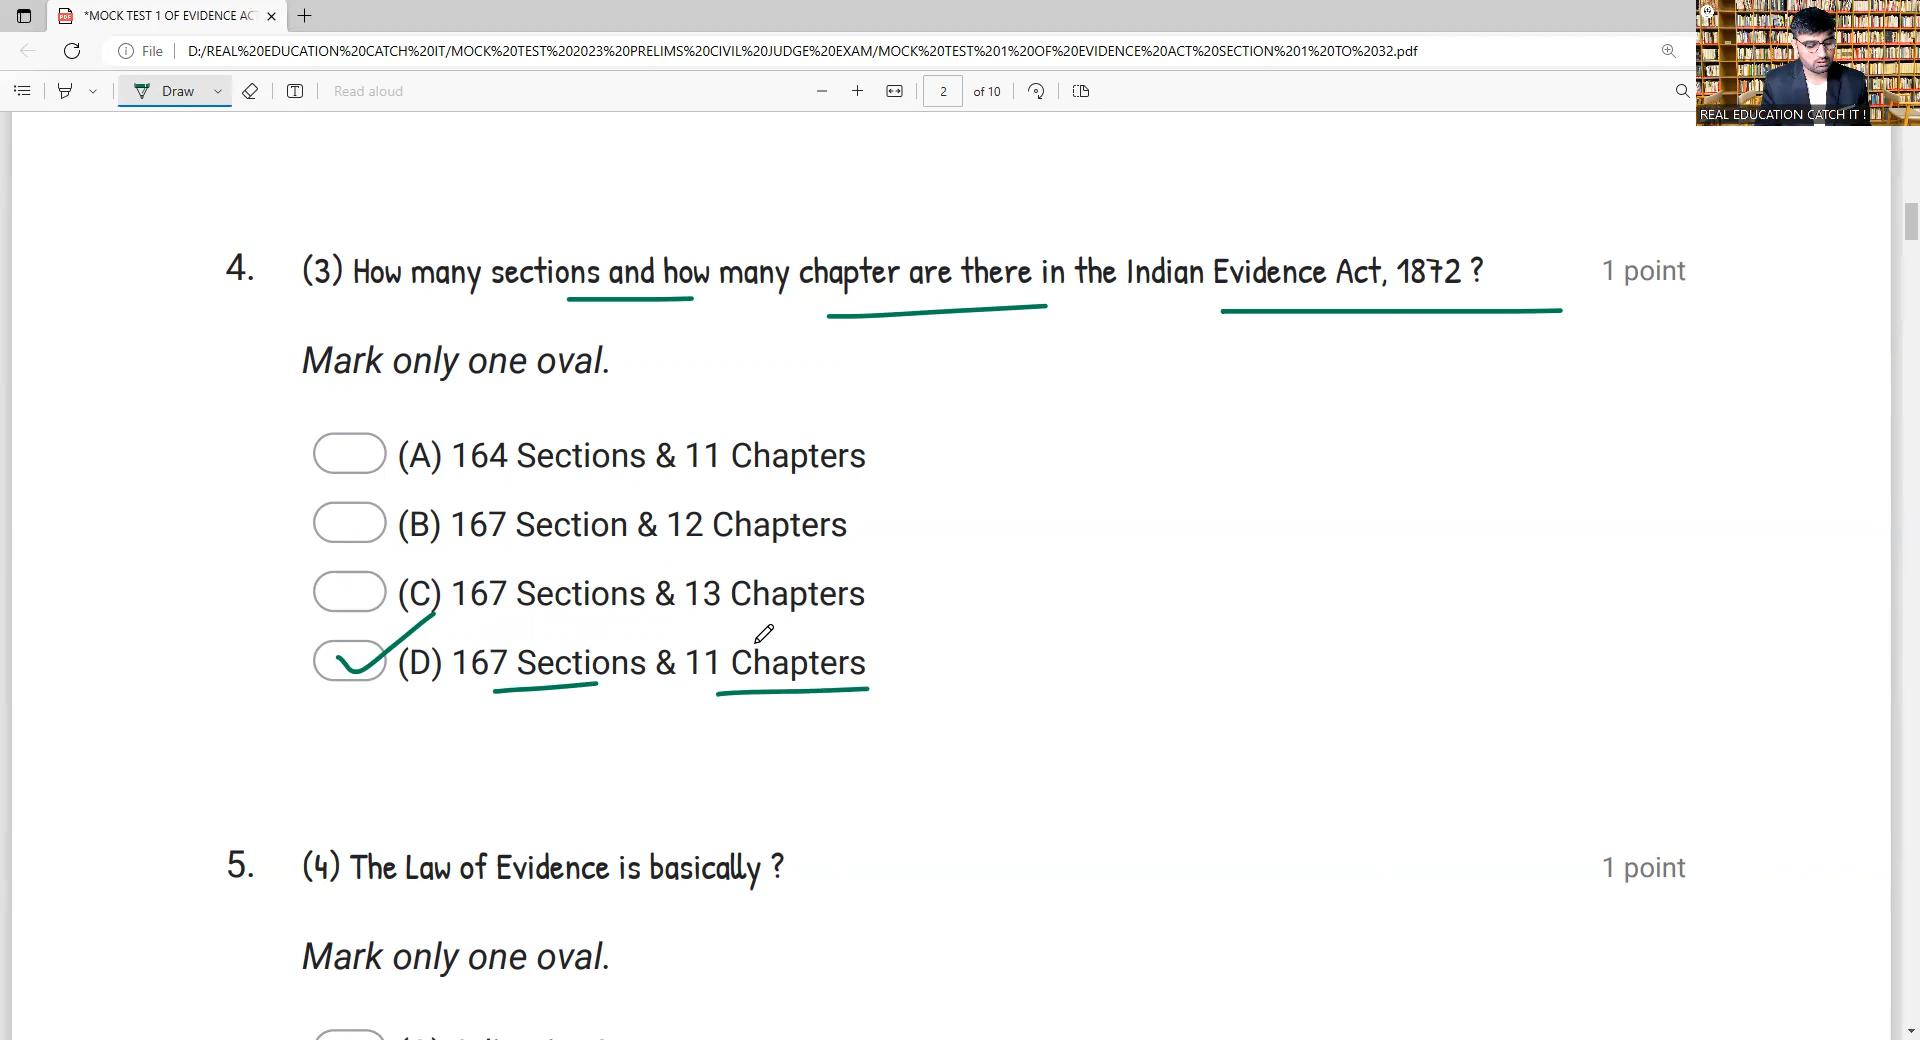 *MOCK TEST 1 OF EVIDENCE AC
File D:/REAL%20EDUCATION%20CATCH%20IT/MOCK%20TEST%202023%20PRELIMS%20CIVIL%20JUDGE%20EXAM/MOCK%20TEST%201%20OF%20EVIDENCE%20ACT%20SECTION%201%20TO%2032.pdf
Draw Read aloud 2 of 10
REAL EDUCATION CATCH IT !
4. (3) How many sections and how many chapter are there in the Indian Evidence Act, 1872 ? 1 point
Mark only one oval.
(A) 164 Sections & 11 Chapters
(B) 167 Section & 12 Chapters
(C) 167 Sections & 13 Chapters
(D) 167 Sections & 11 Chapters
5. (4) The Law of Evidence is basically ? 1 point
Mark only one oval.